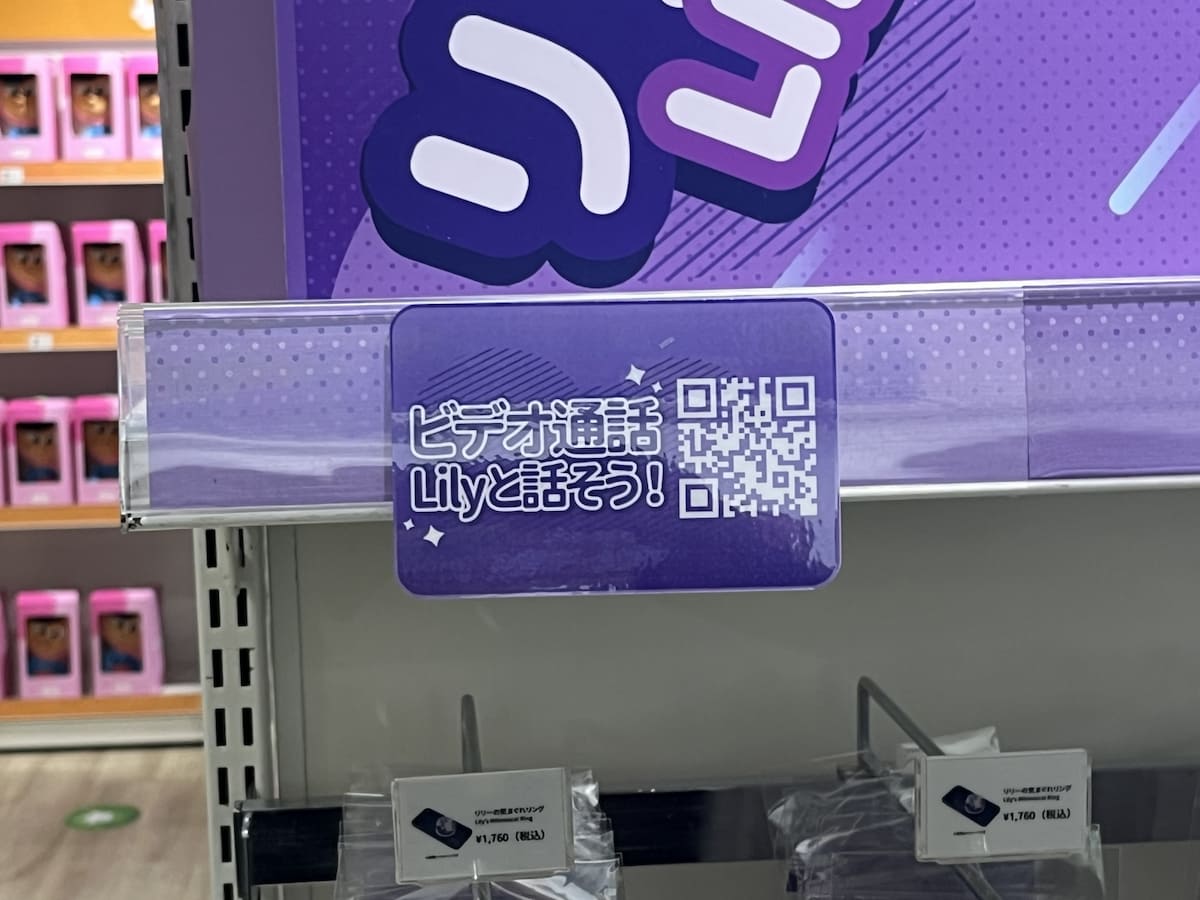 リ
Li
ビデオ通話
Lilyと話そう!
リリーの気まぐれリング
Lily's Whimsical Ring
¥1,760（税込）
リリーの気まぐれリング
Lily's Whimsical Ring
¥1,760（税込）